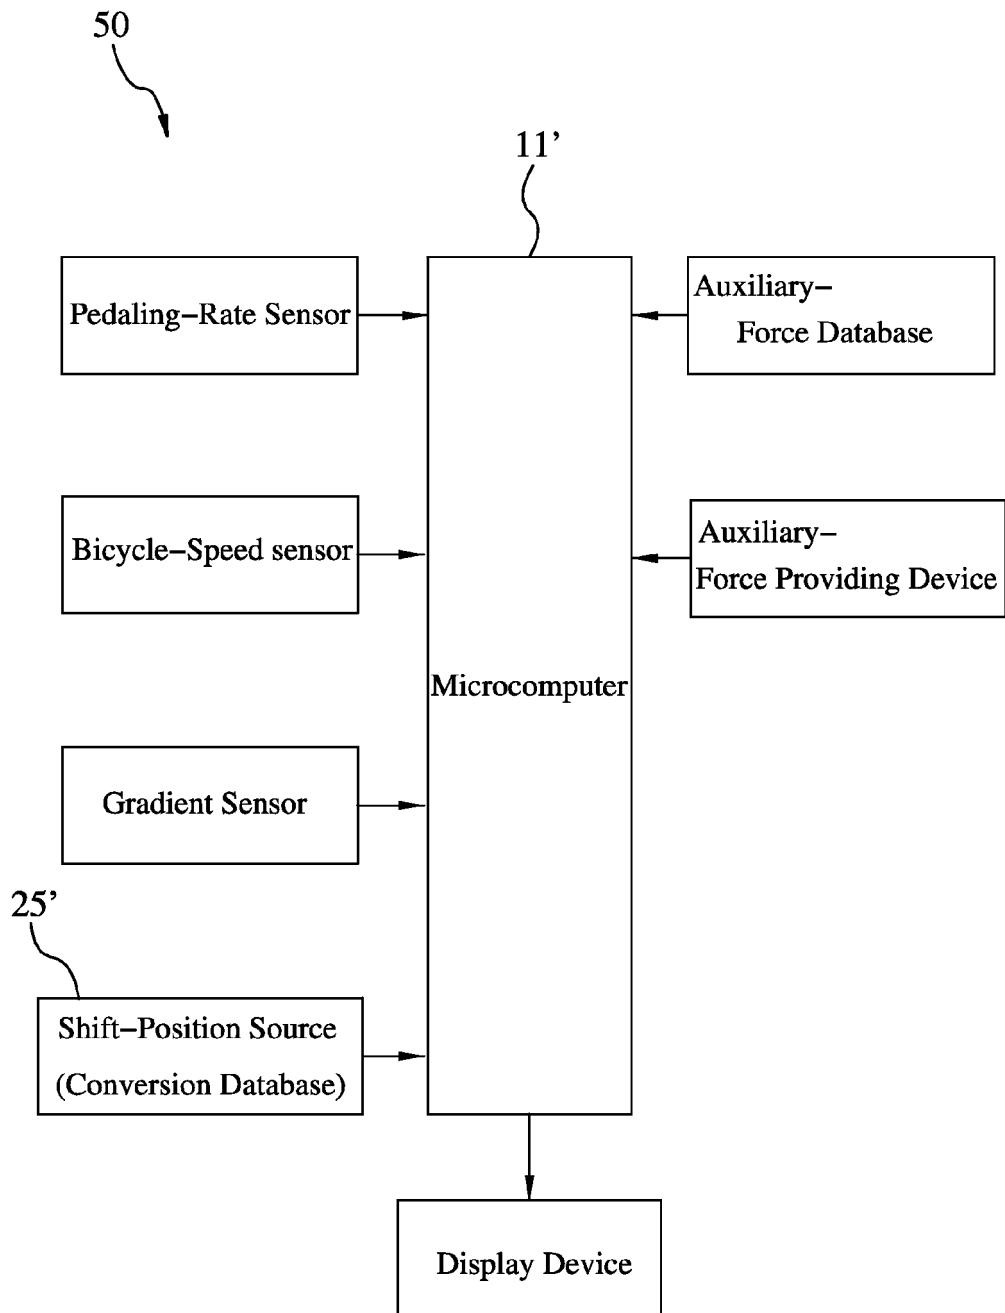 50
11’
Pedaling–Rate Sensor
Auxiliary–
Force Database
Bicycle–Speed sensor
Auxiliary–
Force Providing Device
Microcomputer
Gradient Sensor
25’
Shift–Position Source
(Conversion Database)
Display Device